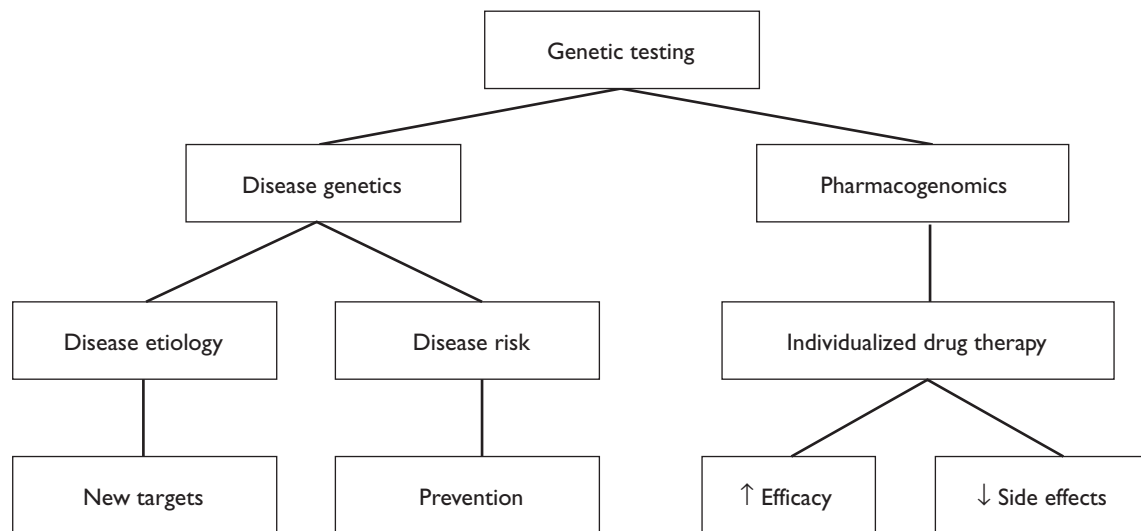 Genetic testing
Disease genetics
Pharmacogenomics
Disease etiology
Disease risk
Individualized drug therapy
New targets
Prevention
↑ Efficacy
↓ Side effects